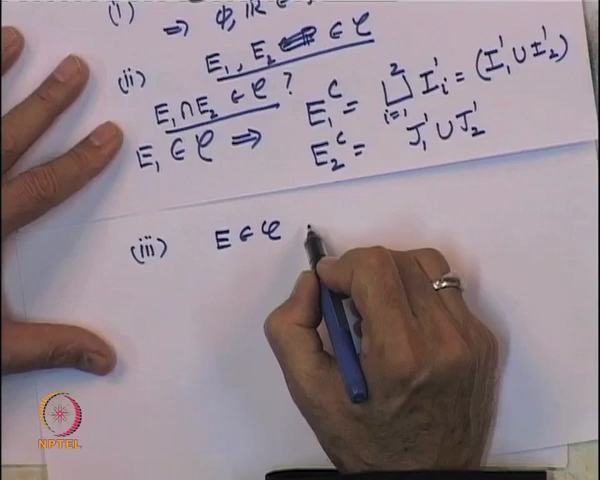 (i) ⇒ Φ, ℝ ∈
(ii) E₁, E₂ ∈ 𝒞
E₁ ∩ E₂ ∈ 𝒞 ?
E₁ ∈ 𝒞 ⇒ E₁ᶜ = ⨆ᵢ₌₁² I'ᵢ = (I'₁ ∪ I'₂)
E₂ᶜ = J'₁ ∪ J'₂
(iii) E ∈ 𝒞
NPTEL